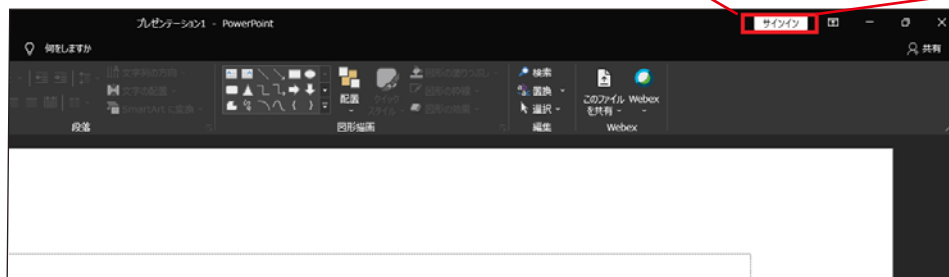 プレゼンテーション1 - PowerPoint
サインイン
何をしますか
共有
文字列の方向
文字の配置
SmartArt に変換
段落
配置
クイック
スタイル
図形の塗りつぶし
図形の枠線
図形の効果
図形描画
検索
置換
選択
編集
このファイル
を共有
Webex
Webex